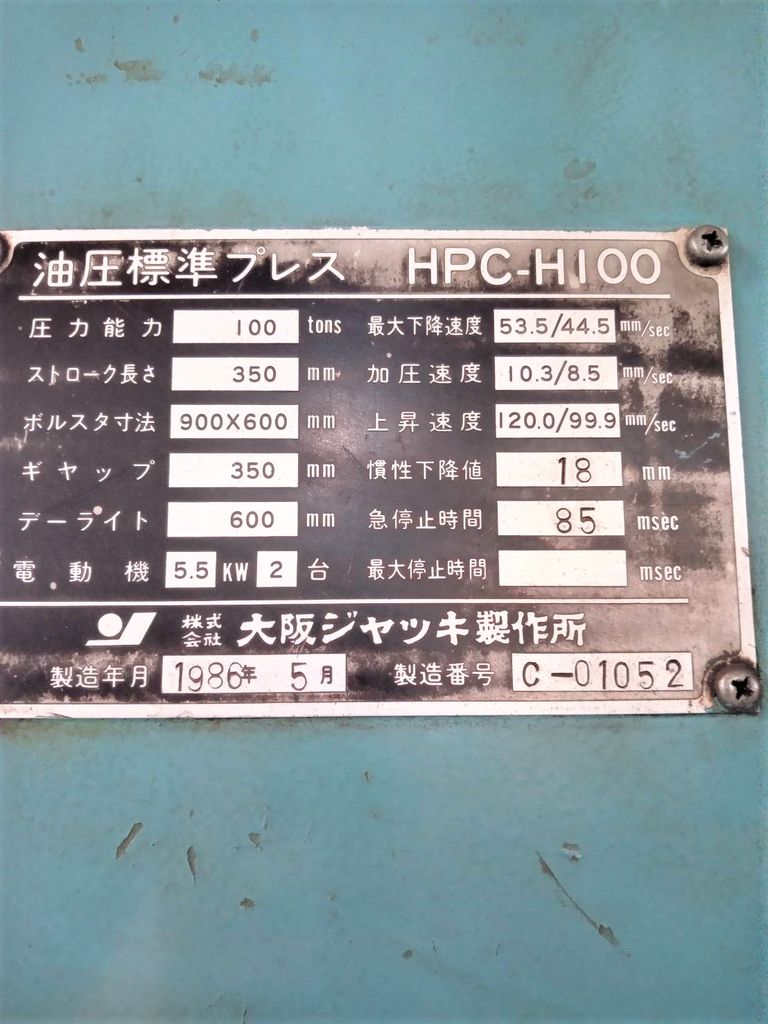 油圧標準プレス HPC-H100
圧力能力 100 tons 最大下降速度 53.5/44.5 mm/sec
ストローク長さ 350 mm 加圧速度 10.3/8.5 mm/sec
ボルスタ寸法 900X600 mm 上昇速度 120.0/99.9 mm/sec
ギャップ 350 mm 慣性下降値 18 mm
デーライト 600 mm 急停止時間 85 msec
電動機 5.5 KW 2 台 最大停止時間 msec
株式会社 大阪ジャッキ製作所
製造年月 1986年 5月 製造番号 C-01052